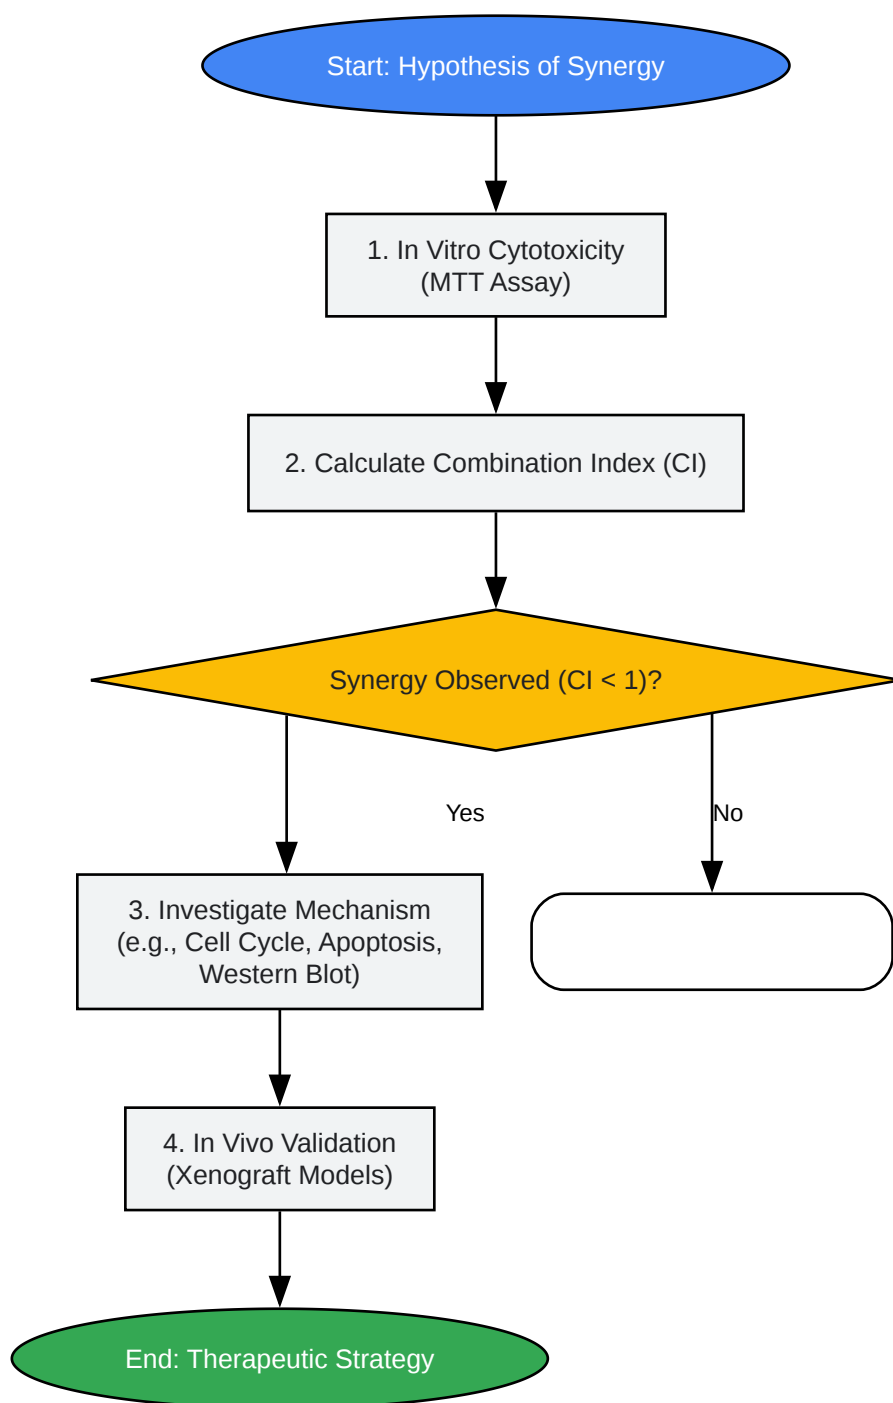 Start: Hypothesis of Synergy
1. In Vitro Cytotoxicity
(MTT Assay)
2. Calculate Combination Index (CI)
Synergy Observed (CI < 1)?
Yes
No
3. Investigate Mechanism
(e.g., Cell Cycle, Apoptosis,
Western Blot)
4. In Vivo Validation
(Xenograft Models)
End: Therapeutic Strategy